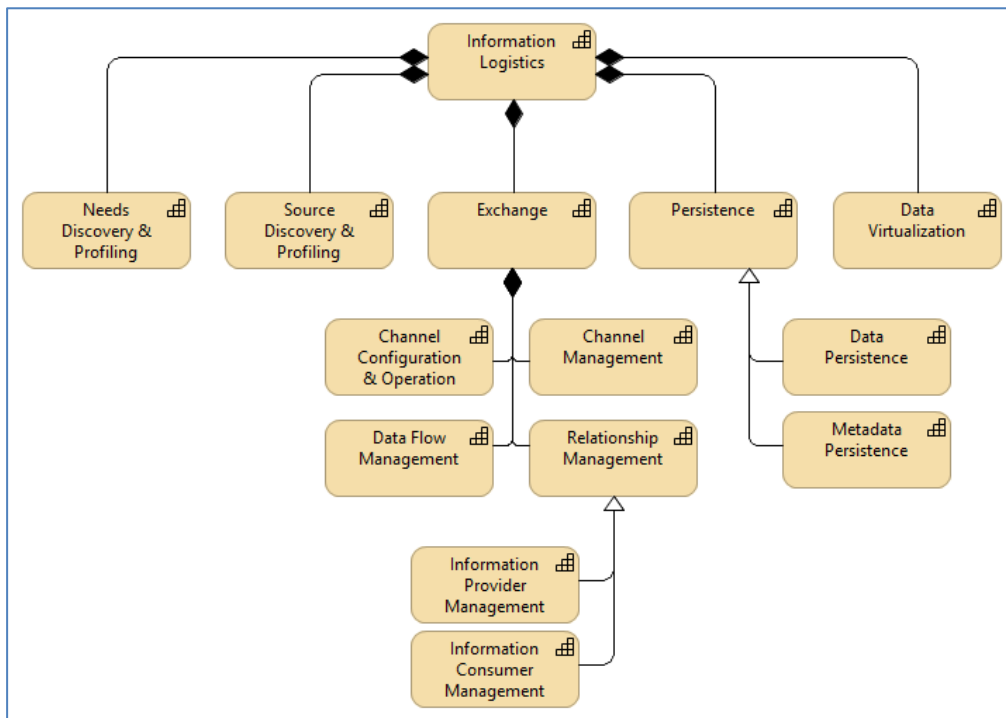 Information
Logistics
Needs
Discovery &
Profiling
Source
Discovery &
Profiling
Exchange
Persistence
Data
Virtualization
Channel
Configuration
& Operation
Channel
Management
Data
Persistence
Data Flow
Management
Relationship
Management
Metadata
Persistence
Information
Provider
Management
Information
Consumer
Management